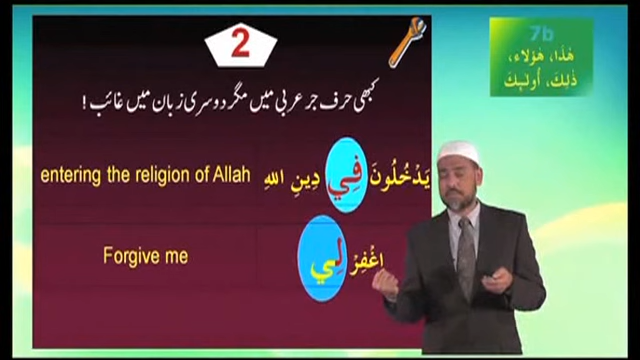 2
7b
هٰذَا، هٰؤُلَاء،
ذٰلِكَ، أُولٰئِكَ
کبھی حرف جر عربی میں مگر دوسری زبان میں غائب !
entering the religion of Allah يَدْخُلُونَ فِي دِينِ اللهِ
Forgive me اغْفِرْ لِي